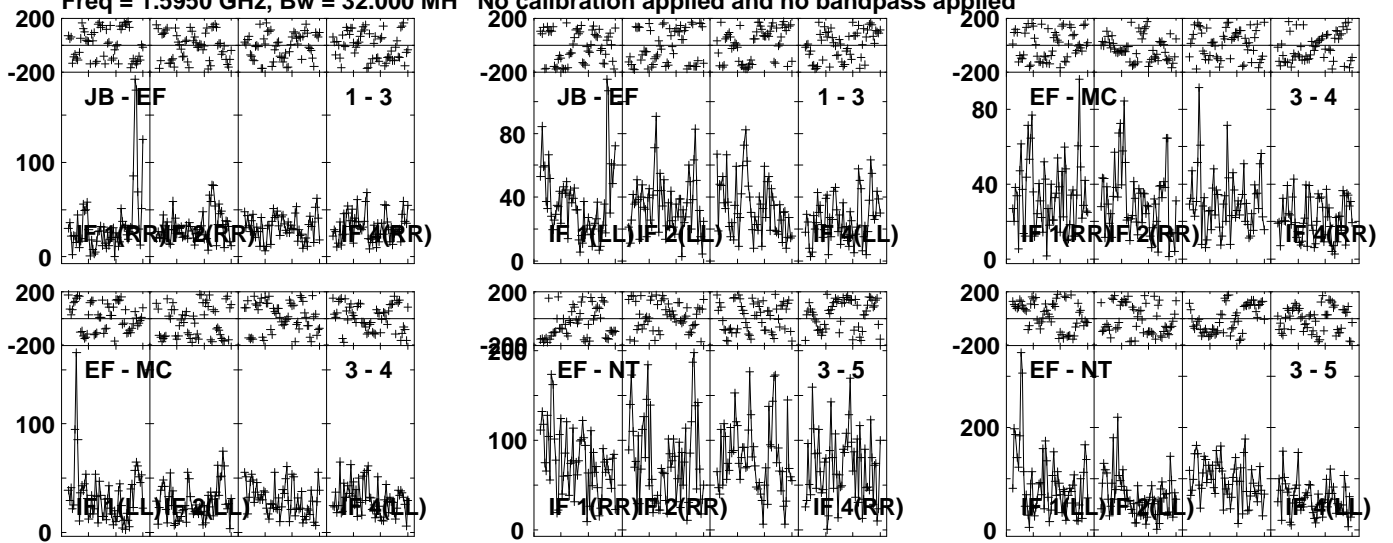 Freq = 1.5950 GHz, Bw = 32.000 MH No calibration applied and no bandpass applied
200
-200
JB - EF 1 - 3
100
IF 1(RR) IF 2(RR) IF 4(RR)
0
200
-200
JB - EF 1 - 3
80
40
IF 1(LL) IF 2(LL) IF 4(LL)
0
200
-200
EF - MC 3 - 4
80
40
IF 1(RR) IF 2(RR) IF 4(RR)
0
200
-200
EF - MC 3 - 4
100
IF 1(LL) IF 2(LL) IF 4(LL)
0
200
-200
200
EF - NT 3 - 5
100
IF 1(RR) IF 2(RR) IF 4(RR)
0
200
-200
EF - NT 3 - 5
200
IF 1(LL) IF 2(LL) IF 4(LL)
0